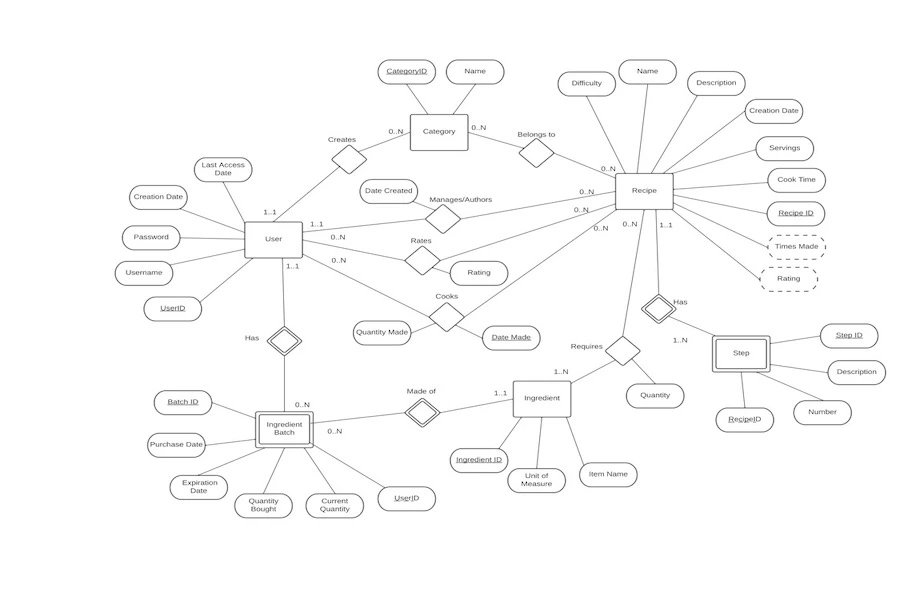 CategoryID
Name
Difficulty
Name
Description
Creation Date
Servings
Cook Time
Recipe ID
Times Made
Rating
Category
0..N
0..N
Creates
Belongs to
0..N
Recipe
Last Access
Date
Creation Date
Password
Username
UserID
User
1..1
1..1
0..N
0..N
1..1
Date Created
Manages/Authors
0..N
0..N
0..N
0..N
1..1
Rates
Rating
Cooks
Quantity Made
Date Made
Has
Has
1..N
Step
Step ID
Description
Number
RecipeID
Requires
1..N
Quantity
Made of
1..1
Ingredient
Ingredient ID
Unit of
Measure
Item Name
0..N
0..N
Ingredient
Batch
Batch ID
Purchase Date
Expiration
Date
Quantity
Bought
Current
Quantity
UserID